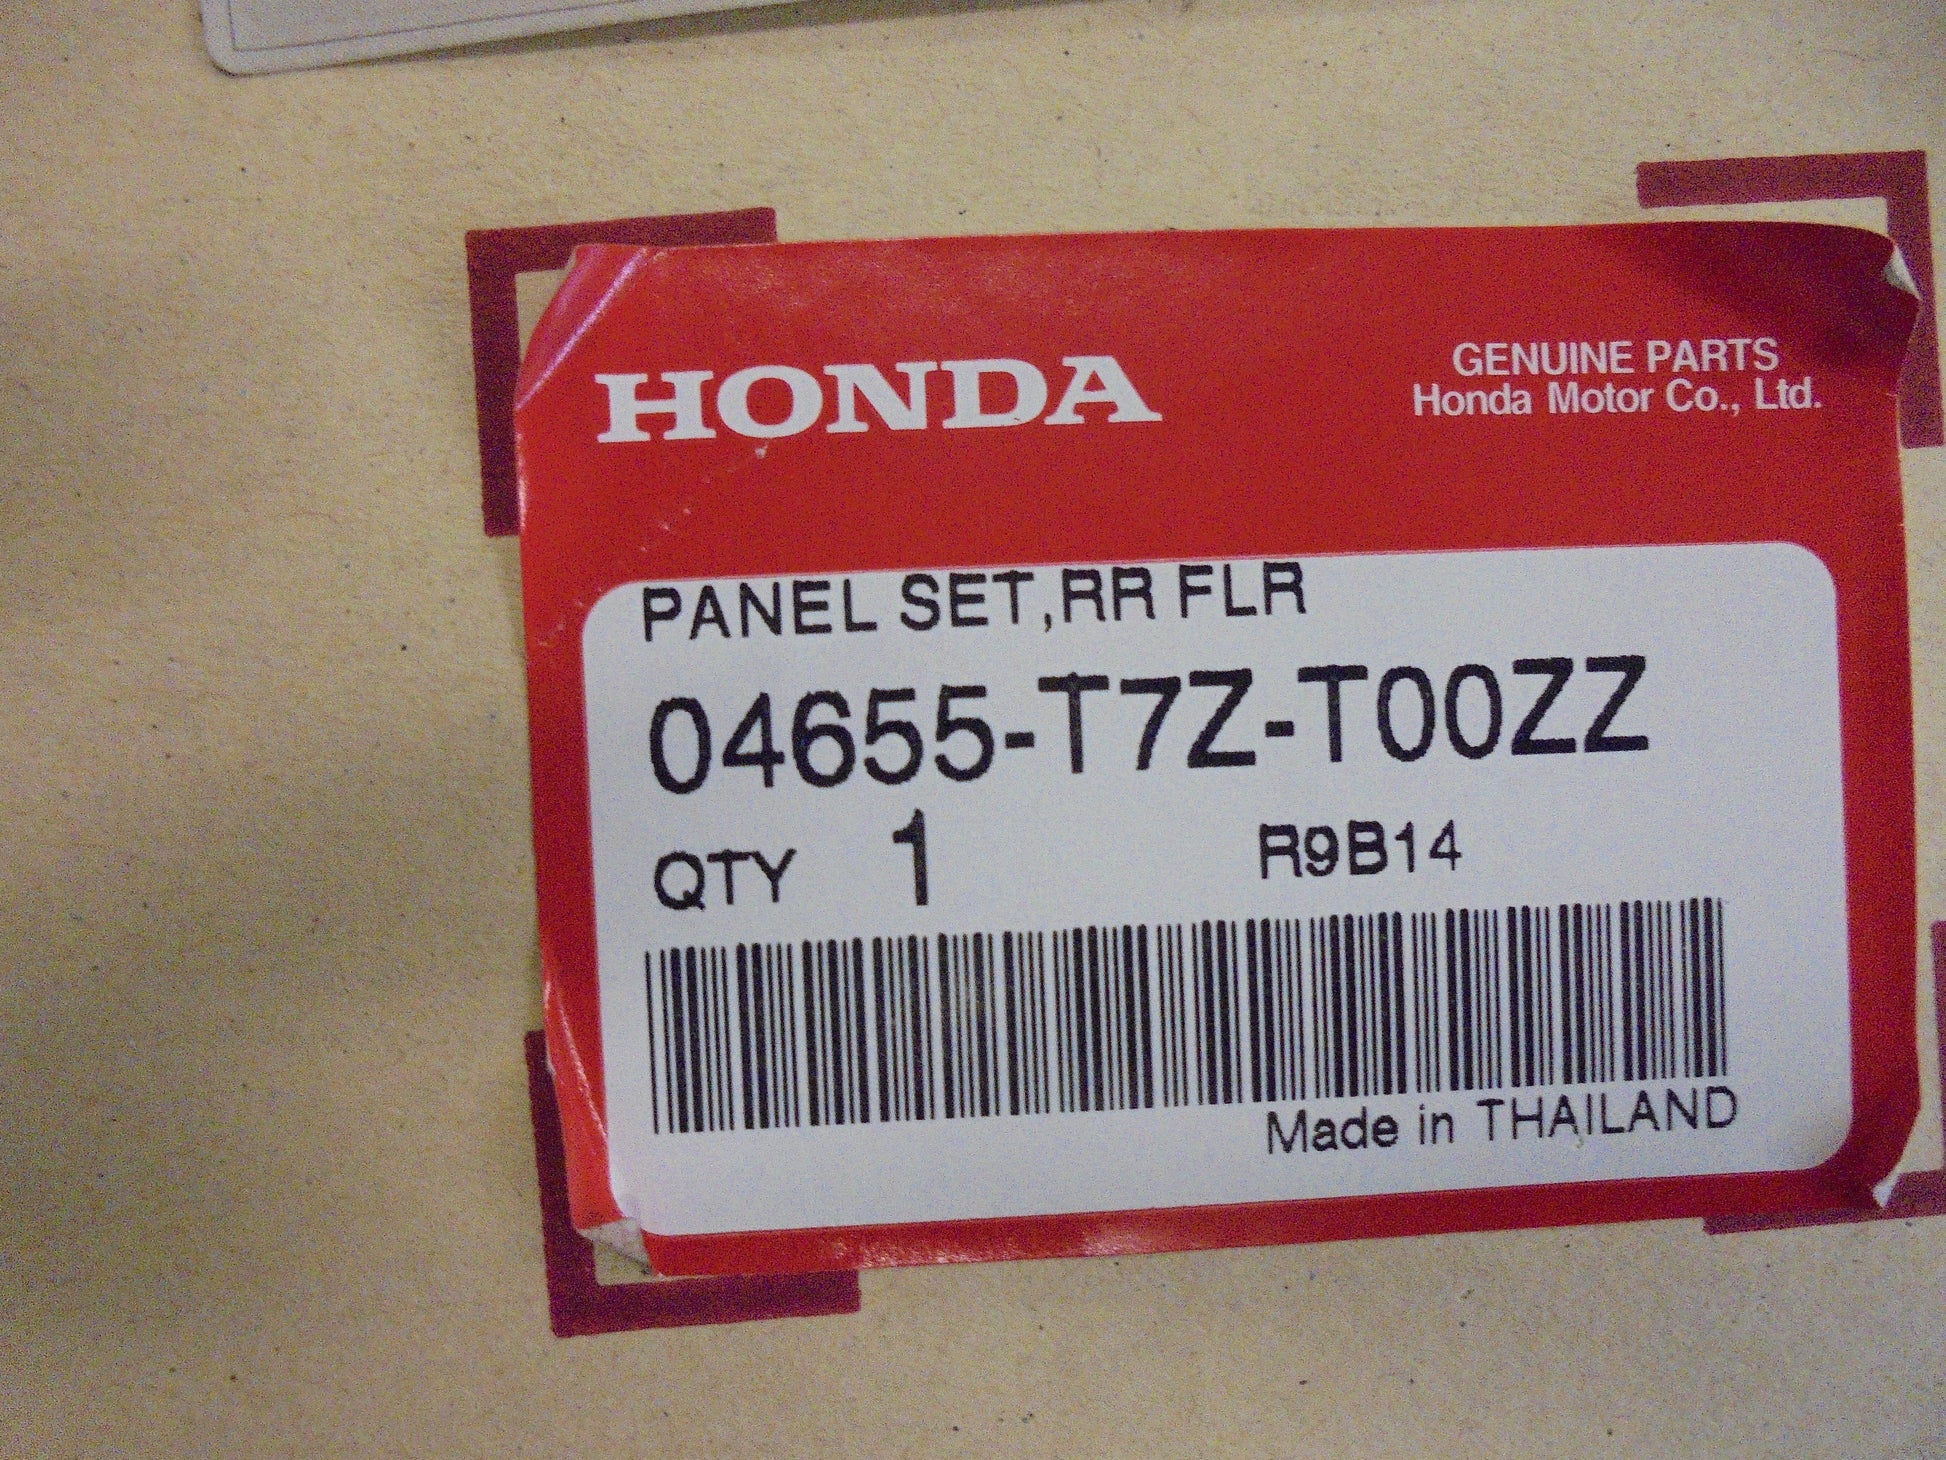 HONDA
GENUINE PARTS
Honda Motor Co., Ltd.
PANEL SET,RR FLR
04655-T7Z-T00ZZ
QTY 1 R9B14
Made in THAILAND